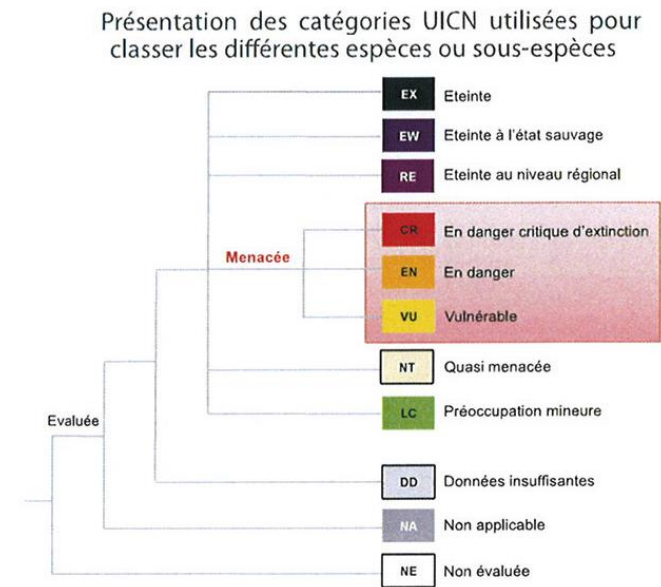 Présentation des catégories UICN utilisées pour
classer les différentes espèces ou sous-espèces
EX Eteinte
EW Eteinte à l'état sauvage
RE Eteinte au niveau régional
CR En danger critique d'extinction
Menacée
EN En danger
VU Vulnérable
NT Quasi menacée
LC Préoccupation mineure
Evaluée
DD Données insuffisantes
NA Non applicable
NE Non évaluée